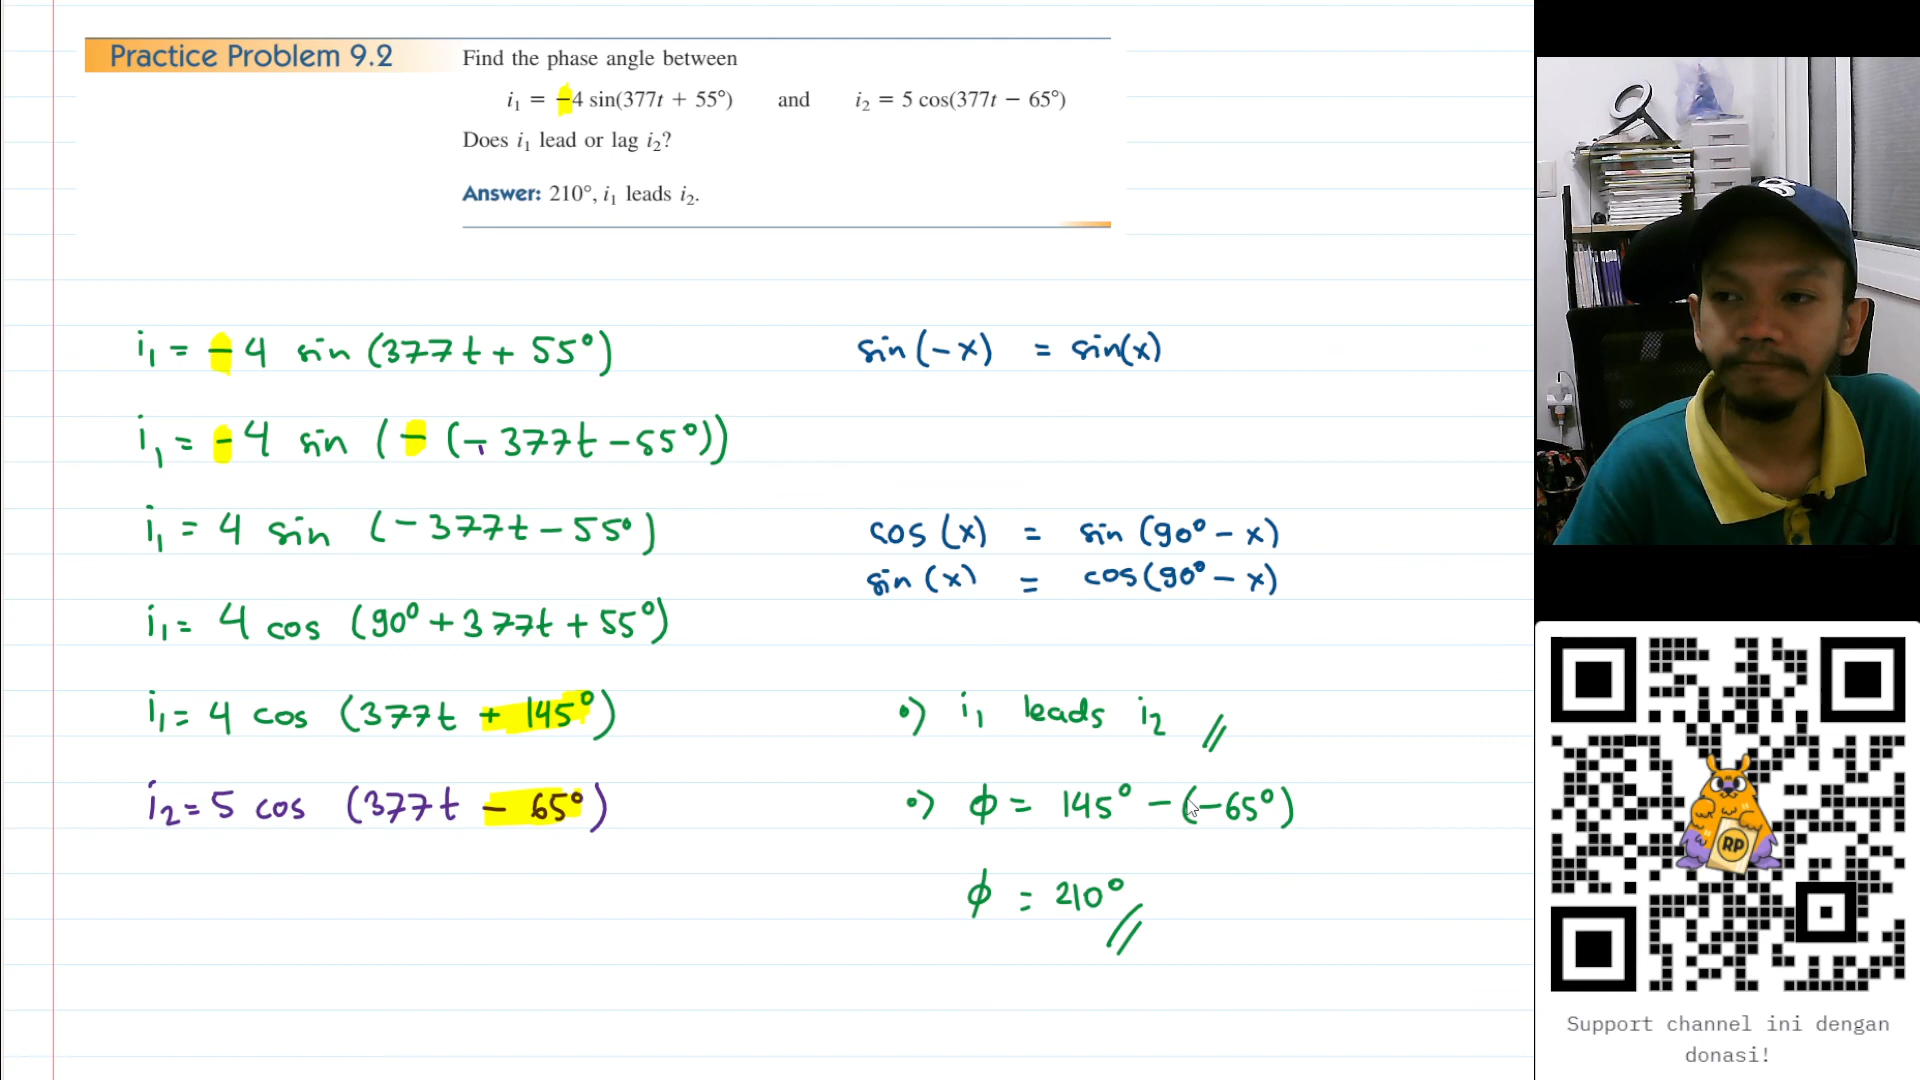 Practice Problem 9.2
Find the phase angle between
i₁ = −4 sin(377t + 55°) and i₂ = 5 cos(377t − 65°)
Does i₁ lead or lag i₂?
Answer: 210°, i₁ leads i₂.
i₁ = - 4 sin (377t + 55°)
sin (-x) = sin(x)
i₁ = - 4 sin (- (- 377t - 55°))
i₁ = 4 sin (- 377t - 55°)
cos (x) = sin (90° - x)
sin (x) = cos (90° - x)
i₁ = 4 cos (90° + 377t + 55°)
i₁ = 4 cos (377t + 145°)
•) i₁ leads i₂ //
i₂ = 5 cos (377t - 65°)
•) ϕ = 145° - (-65°)
ϕ = 210° //
RP
Support channel ini dengan
donasi!